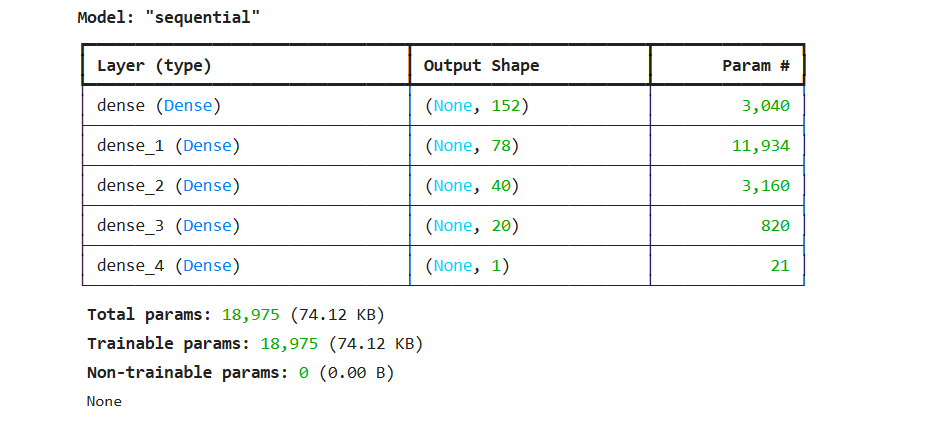 Model: "sequential"
Layer (type) Output Shape Param #
dense (Dense) (None, 152) 3,040
dense_1 (Dense) (None, 78) 11,934
dense_2 (Dense) (None, 40) 3,160
dense_3 (Dense) (None, 20) 820
dense_4 (Dense) (None, 1) 21
Total params: 18,975 (74.12 KB)
Trainable params: 18,975 (74.12 KB)
Non-trainable params: 0 (0.00 B)
None